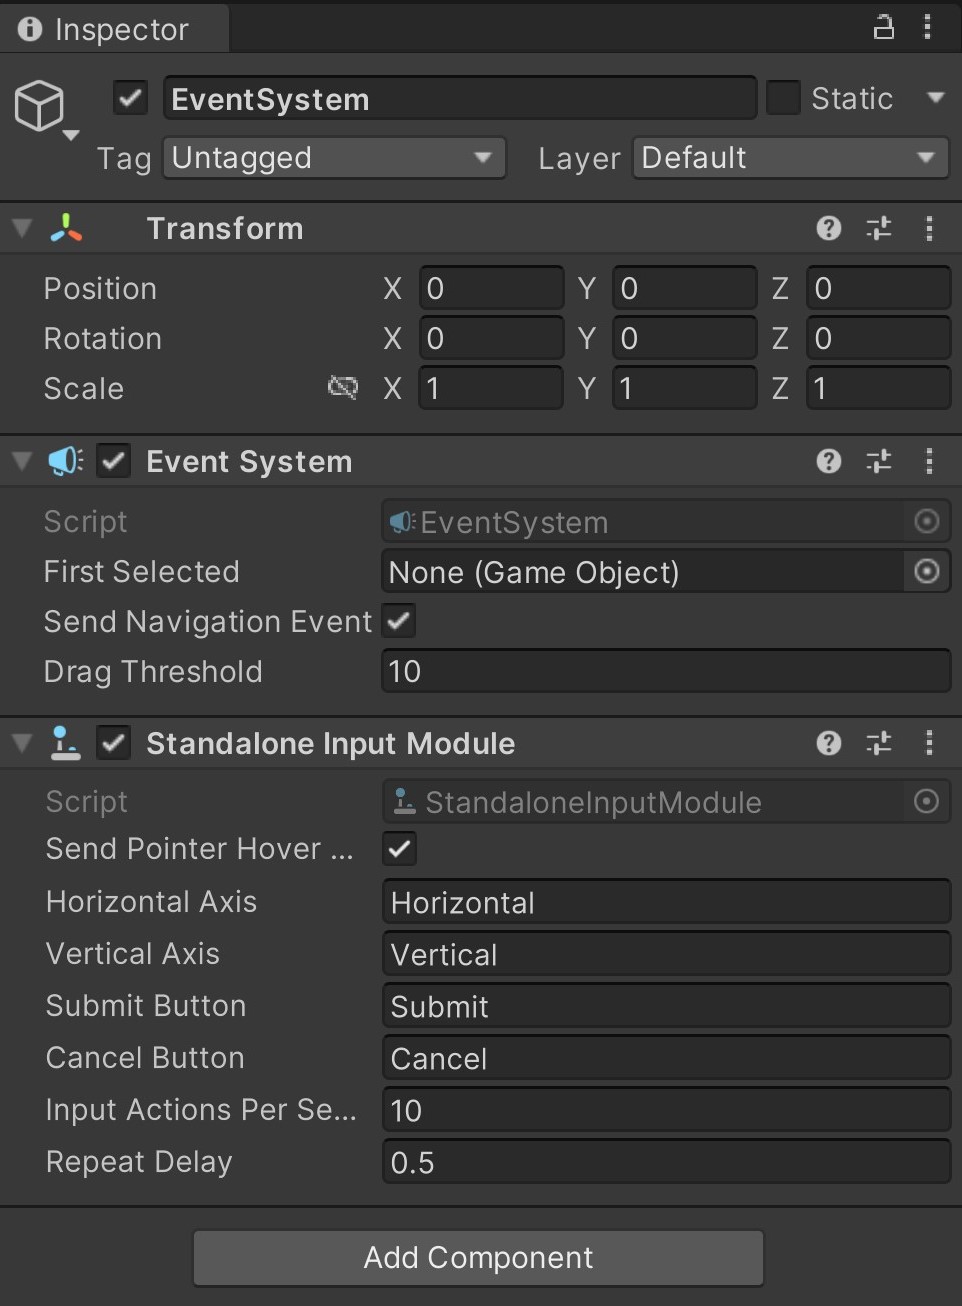 Inspector
EventSystem Static
Tag Untagged Layer Default
Transform
Position X 0 Y 0 Z 0
Rotation X 0 Y 0 Z 0
Scale X 1 Y 1 Z 1
Event System
Script EventSystem
First Selected None (Game Object)
Send Navigation Event
Drag Threshold 10
Standalone Input Module
Script StandaloneInputModule
Send Pointer Hover ...
Horizontal Axis Horizontal
Vertical Axis Vertical
Submit Button Submit
Cancel Button Cancel
Input Actions Per Se... 10
Repeat Delay 0.5
Add Component